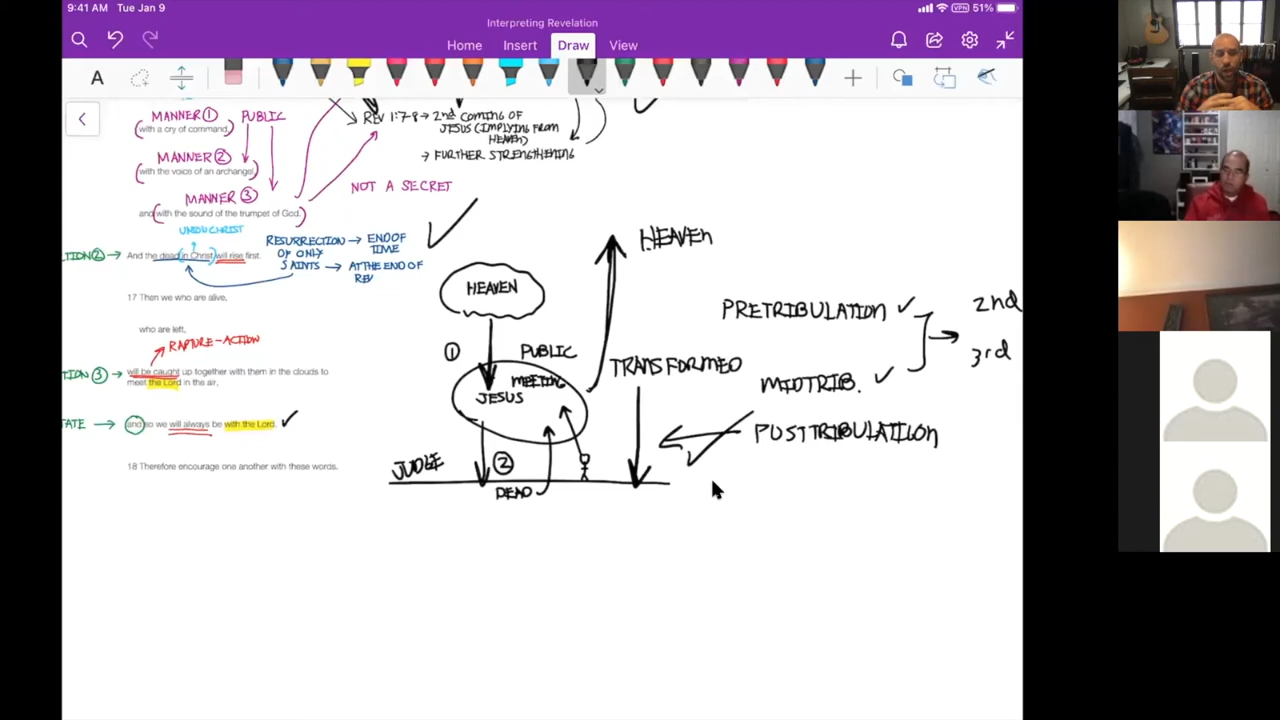 9:41 AM Tue Jan 9
VPN 51%
Interpreting Revelation
Home Insert Draw View
A
MANNER ① PUBLIC
(with a cry of command,)
MANNER ②
(with the voice of an archangel,)
MANNER ③
and (with the sound of the trumpet of God.)
REV 1:7-8 → 2nd COMING OF
JESUS (IMPLYING FROM
HEAVEN)
→ FURTHER STRENGTHENING
NOT A SECRET
UNION CHRIST
TION ② → And the dead (in Christ) will rise first.
RESURRECTION → END OF
OF ONLY TIME
SAINTS → AT THE END OF
REV
17 Then we who are alive,
who are left,
RAPTURE-ACTION
TION ③ → will be caught up together with them in the clouds to
meet the Lord in the air,
TATE → and so we will always be with the Lord.
18 Therefore encourage one another with these words.
HEAVEN
HEAVEN
① PUBLIC
MEETING
JESUS
TRANSFORMED
JUDGE ②
DEAD
PRETRIBULATION
MIDTRIB.
2nd
3rd
POSTTRIBULATION